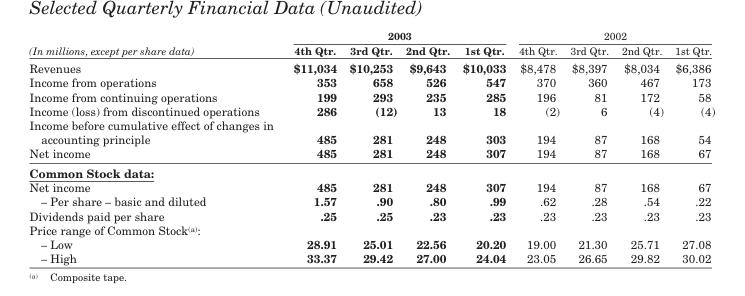 Selected Quarterly Financial Data (Unaudited)
2003 2002
(In millions, except per share data) 4th Qtr. 3rd Qtr. 2nd Qtr. 1st Qtr. 4th Qtr. 3rd Qtr. 2nd Qtr. 1st Qtr.
Revenues $11,034 $10,253 $9,643 $10,033 $8,478 $8,397 $8,034 $6,386
Income from operations 353 658 526 547 370 360 467 173
Income from continuing operations 199 293 235 285 196 81 172 58
Income (loss) from discontinued operations 286 (12) 13 18 (2) 6 (4) (4)
Income before cumulative effect of changes in
accounting principle 485 281 248 303 194 87 168 54
Net income 485 281 248 307 194 87 168 67
Common Stock data:
Net income 485 281 248 307 194 87 168 67
– Per share – basic and diluted 1.57 .90 .80 .99 .62 .28 .54 .22
Dividends paid per share .25 .25 .23 .23 .23 .23 .23 .23
Price range of Common Stock(a):
– Low 28.91 25.01 22.56 20.20 19.00 21.30 25.71 27.08
– High 33.37 29.42 27.00 24.04 23.05 26.65 29.82 30.02
(a) Composite tape.